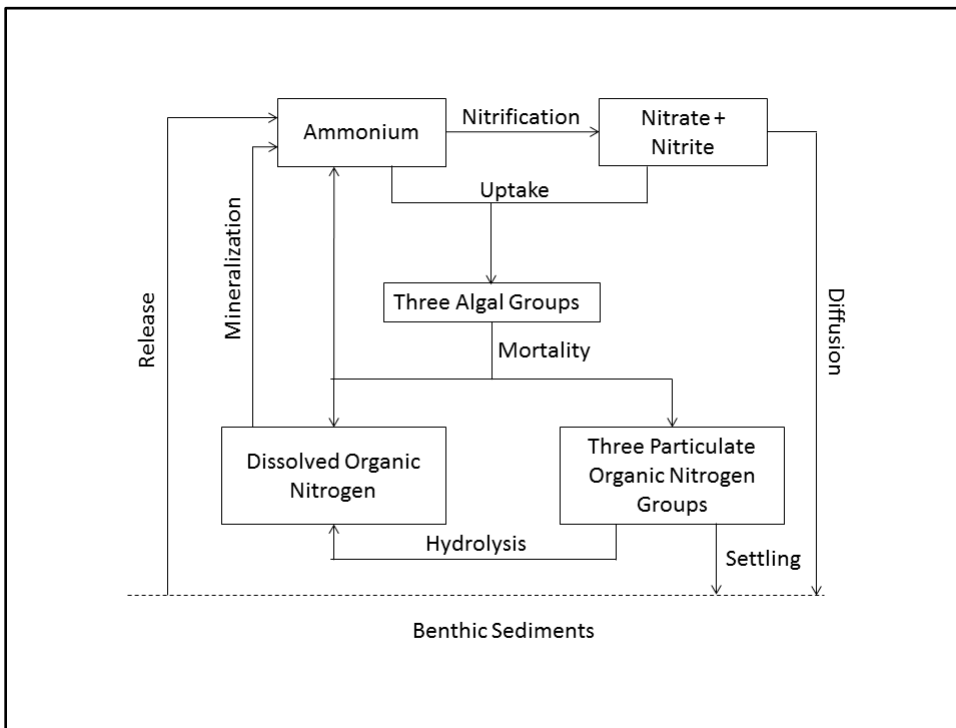 Ammonium
Nitrification
Nitrate +
Nitrite
Uptake
Mineralization
Release
Three Algal Groups
Diffusion
Mortality
Dissolved Organic
Nitrogen
Three Particulate
Organic Nitrogen
Groups
Hydrolysis
Settling
Benthic Sediments